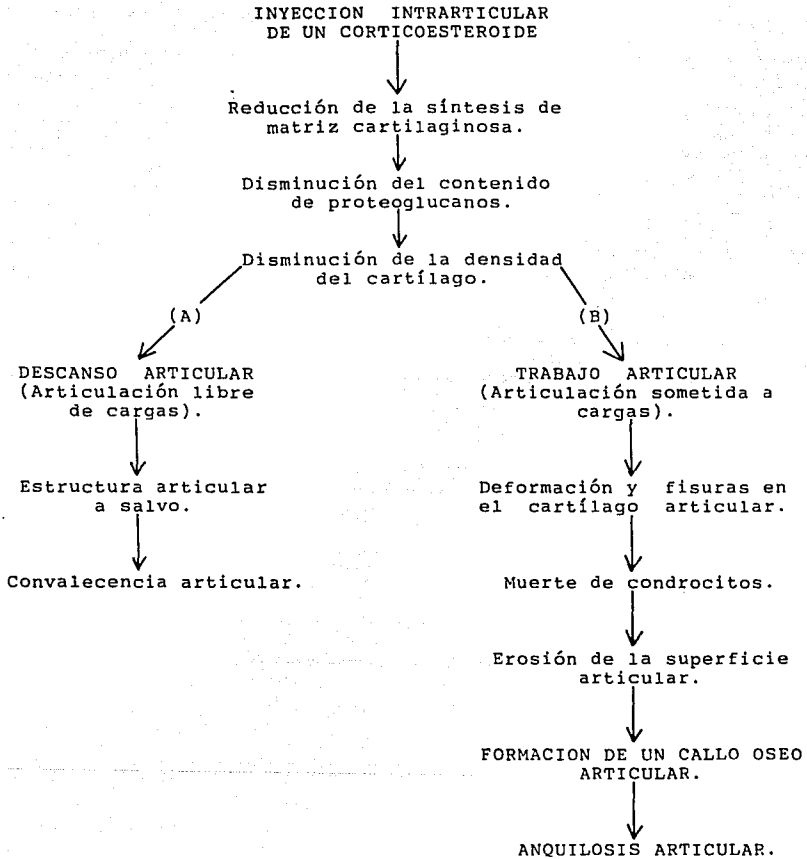 INYECCION INTRARTICULAR
DE UN CORTICOESTEROIDE
Reducción de la síntesis de
matriz cartilaginosa.
Disminución del contenido
de proteoglucanos.
Disminución de la densidad
del cartílago.
(A)
(B)
DESCANSO ARTICULAR
(Articulación libre
de cargas).
Estructura articular
a salvo.
Convalecencia articular.
TRABAJO ARTICULAR
(Articulación sometida a
cargas).
Deformación y fisuras en
el cartílago articular.
Muerte de condrocitos.
Erosión de la superficie
articular.
FORMACION DE UN CALLO OSEO
ARTICULAR.
ANQUILOSIS ARTICULAR.